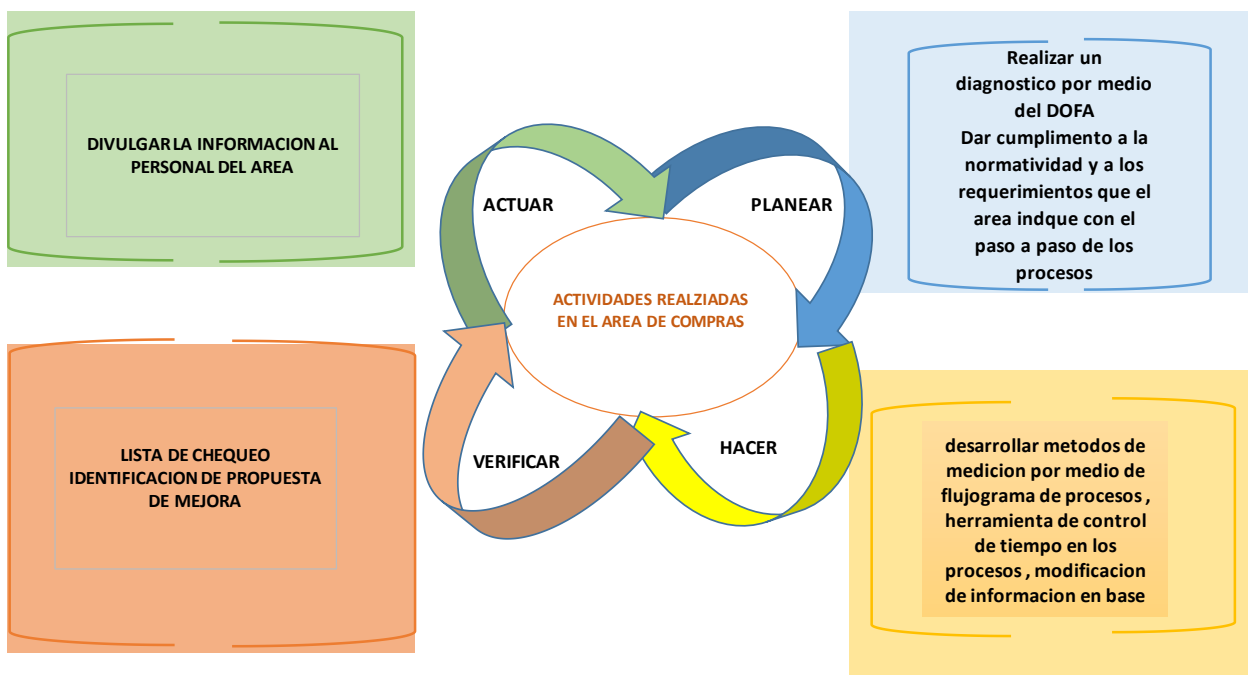 DIVULGAR LA INFORMACION AL
PERSONAL DEL AREA
Realizar un
diagnostico por medio
del DOFA
Dar cumplimento a la
normatividad y a los
requerimientos que el
area indque con el
paso a paso de los
procesos
ACTUAR
PLANEAR
ACTIVIDADES REALZIADAS
EN EL AREA DE COMPRAS
VERIFICAR
HACER
LISTA DE CHEQUEO
IDENTIFICACION DE PROPUESTA
DE MEJORA
desarrollar metodos de
medicion por medio de
flujograma de procesos ,
herramienta de control
de tiempo en los
procesos , modificacion
de informacion en base